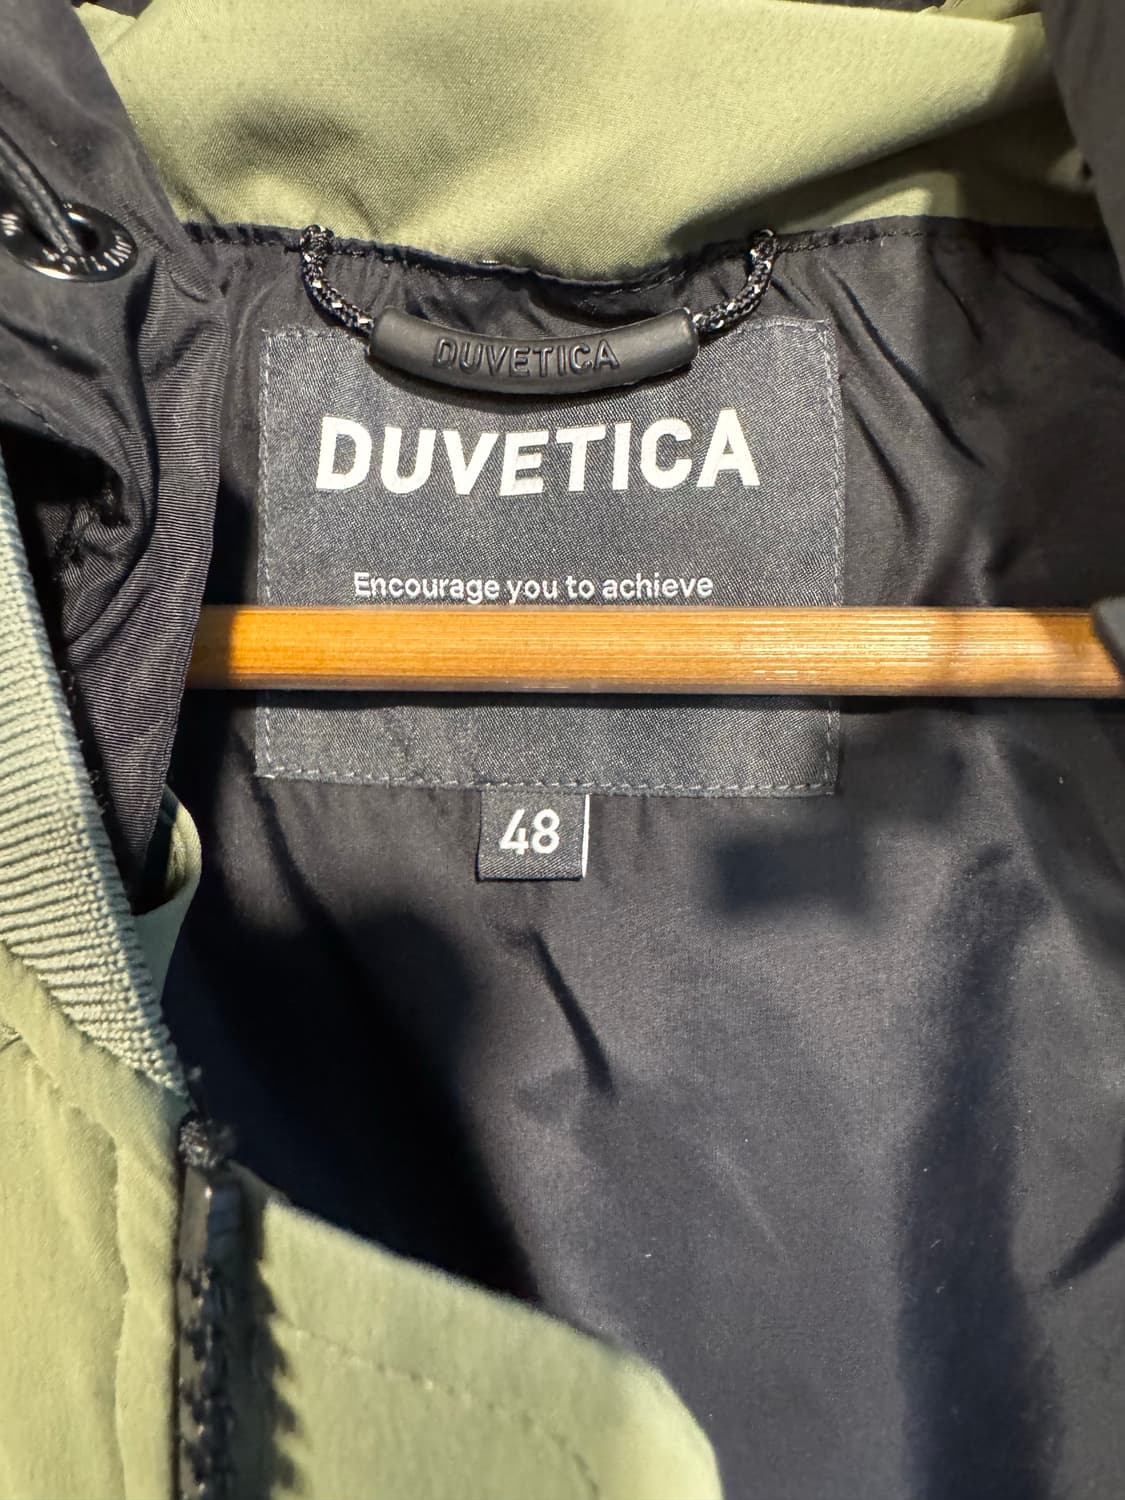 DUVETICA
DUVETICA
Encourage you to achieve
48